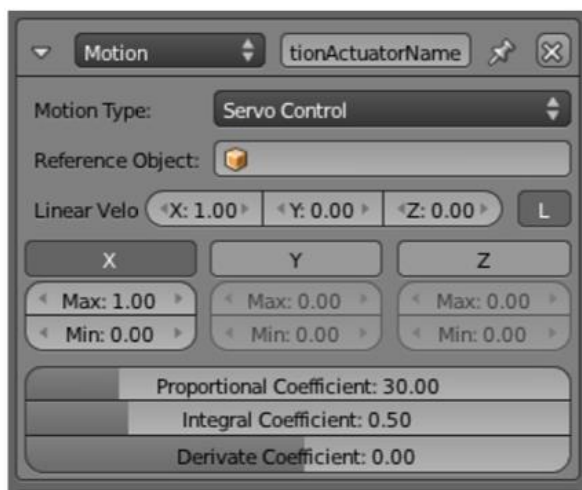 Motion tionActuatorName
Motion Type: Servo Control
Reference Object:
Linear Velo X: 1.00 Y: 0.00 Z: 0.00 L
X Y Z
Max: 1.00 Max: 0.00 Max: 0.00
Min: 0.00 Min: 0.00 Min: 0.00
Proportional Coefficient: 30.00
Integral Coefficient: 0.50
Derivate Coefficient: 0.00